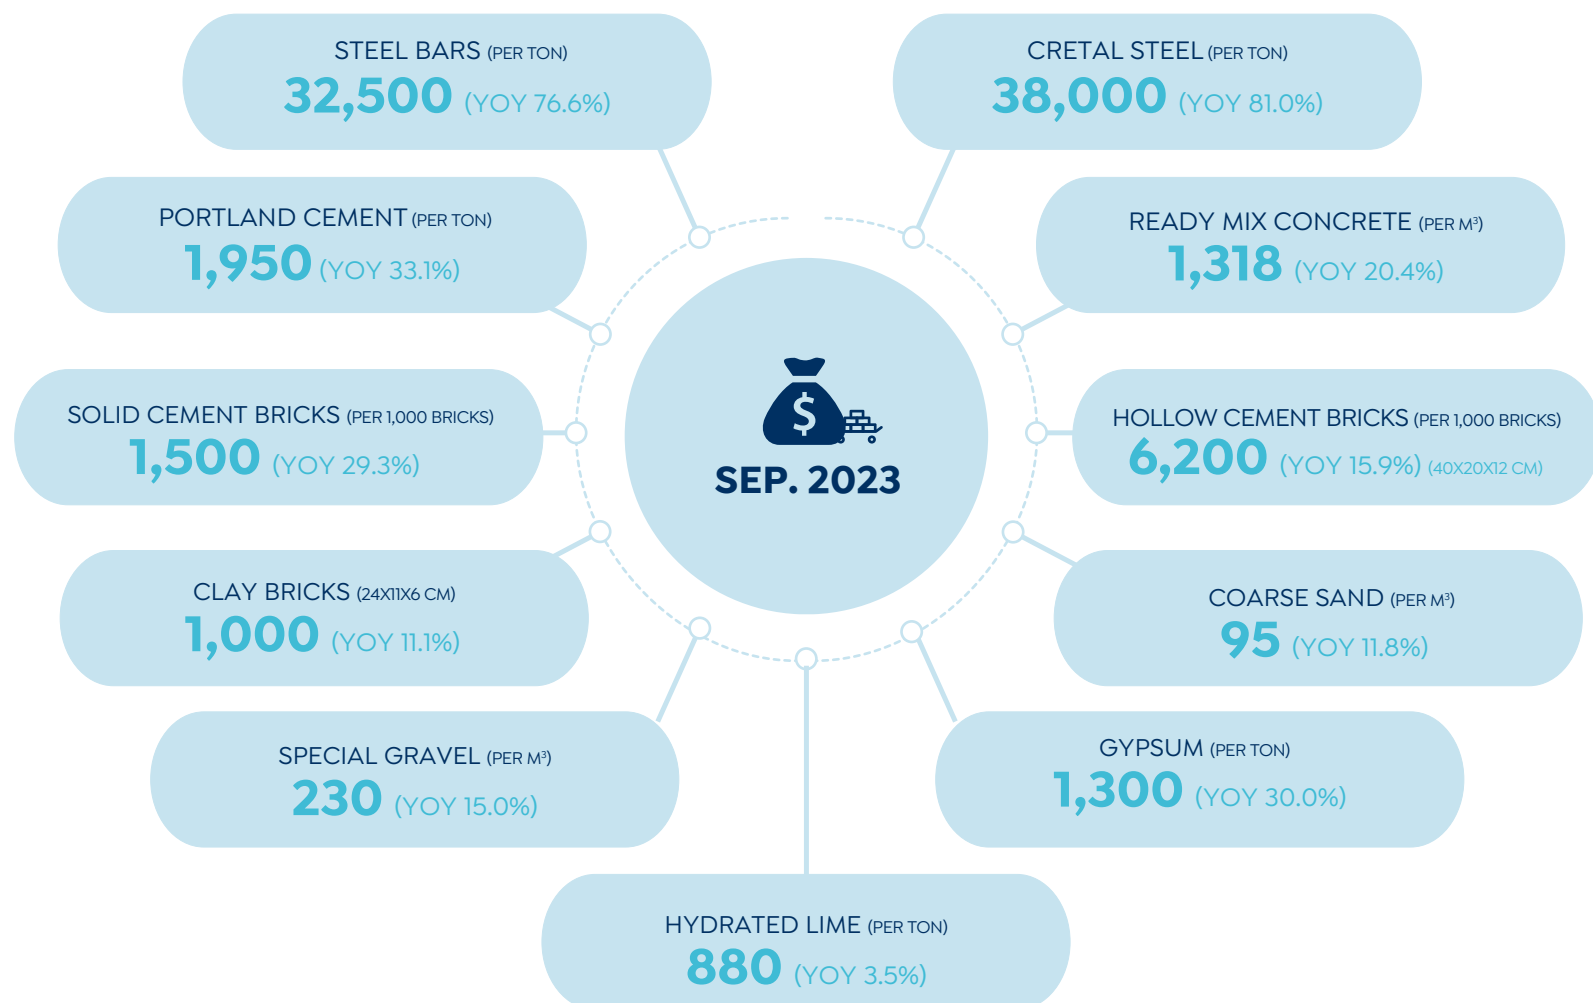 STEEL BARS (PER TON)
32,500 (YOY 76.6%)
CRETAL STEEL (PER TON)
38,000 (YOY 81.0%)
PORTLAND CEMENT (PER TON)
1,950 (YOY 33.1%)
READY MIX CONCRETE (PER M³)
1,318 (YOY 20.4%)
SOLID CEMENT BRICKS (PER 1,000 BRICKS)
1,500 (YOY 29.3%)
HOLLOW CEMENT BRICKS (PER 1,000 BRICKS)
6,200 (YOY 15.9%) (40X20X12 CM)
$
SEP. 2023
CLAY BRICKS (24X11X6 CM)
1,000 (YOY 11.1%)
COARSE SAND (PER M³)
95 (YOY 11.8%)
SPECIAL GRAVEL (PER M³)
230 (YOY 15.0%)
GYPSUM (PER TON)
1,300 (YOY 30.0%)
HYDRATED LIME (PER TON)
880 (YOY 3.5%)